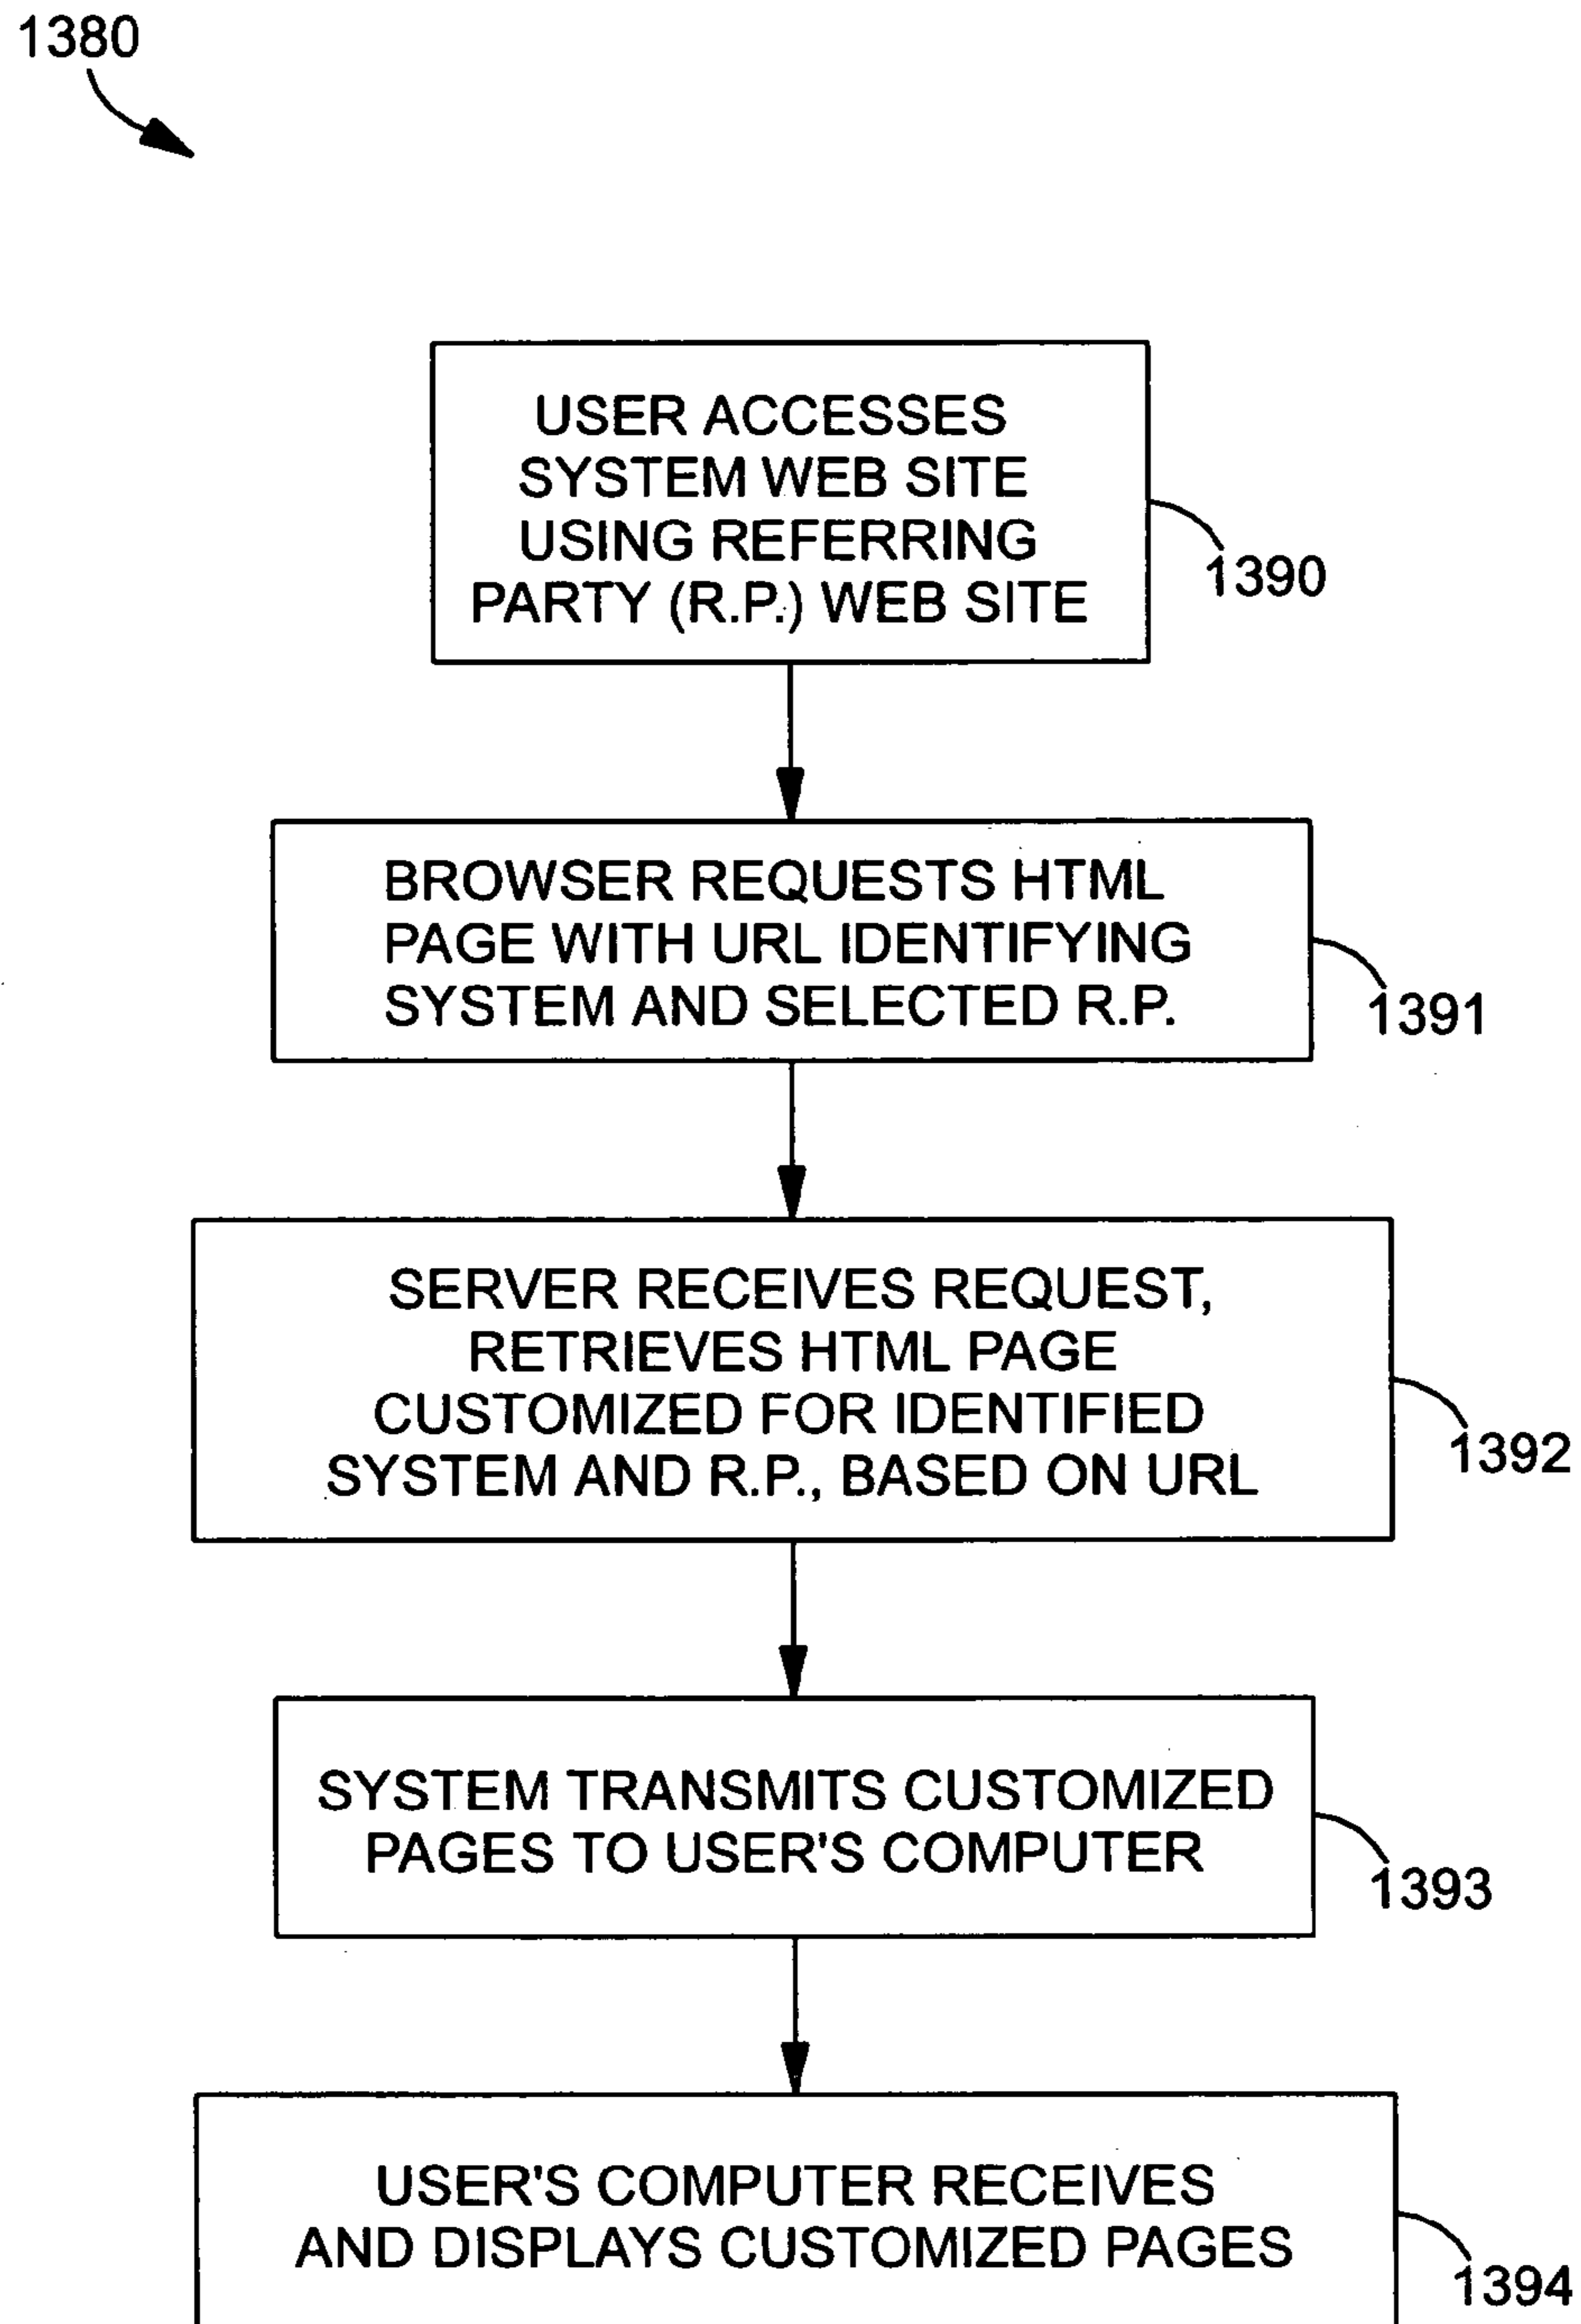 1380
USER ACCESSES
SYSTEM WEB SITE
USING REFERRING
PARTY (R.P.) WEB SITE
1390
BROWSER REQUESTS HTML
PAGE WITH URL IDENTIFYING
SYSTEM AND SELECTED R.P.
1391
SERVER RECEIVES REQUEST,
RETRIEVES HTML PAGE
CUSTOMIZED FOR IDENTIFIED
SYSTEM AND R.P., BASED ON URL
1392
SYSTEM TRANSMITS CUSTOMIZED
PAGES TO USER'S COMPUTER
1393
USER'S COMPUTER RECEIVES
AND DISPLAYS CUSTOMIZED PAGES
1394